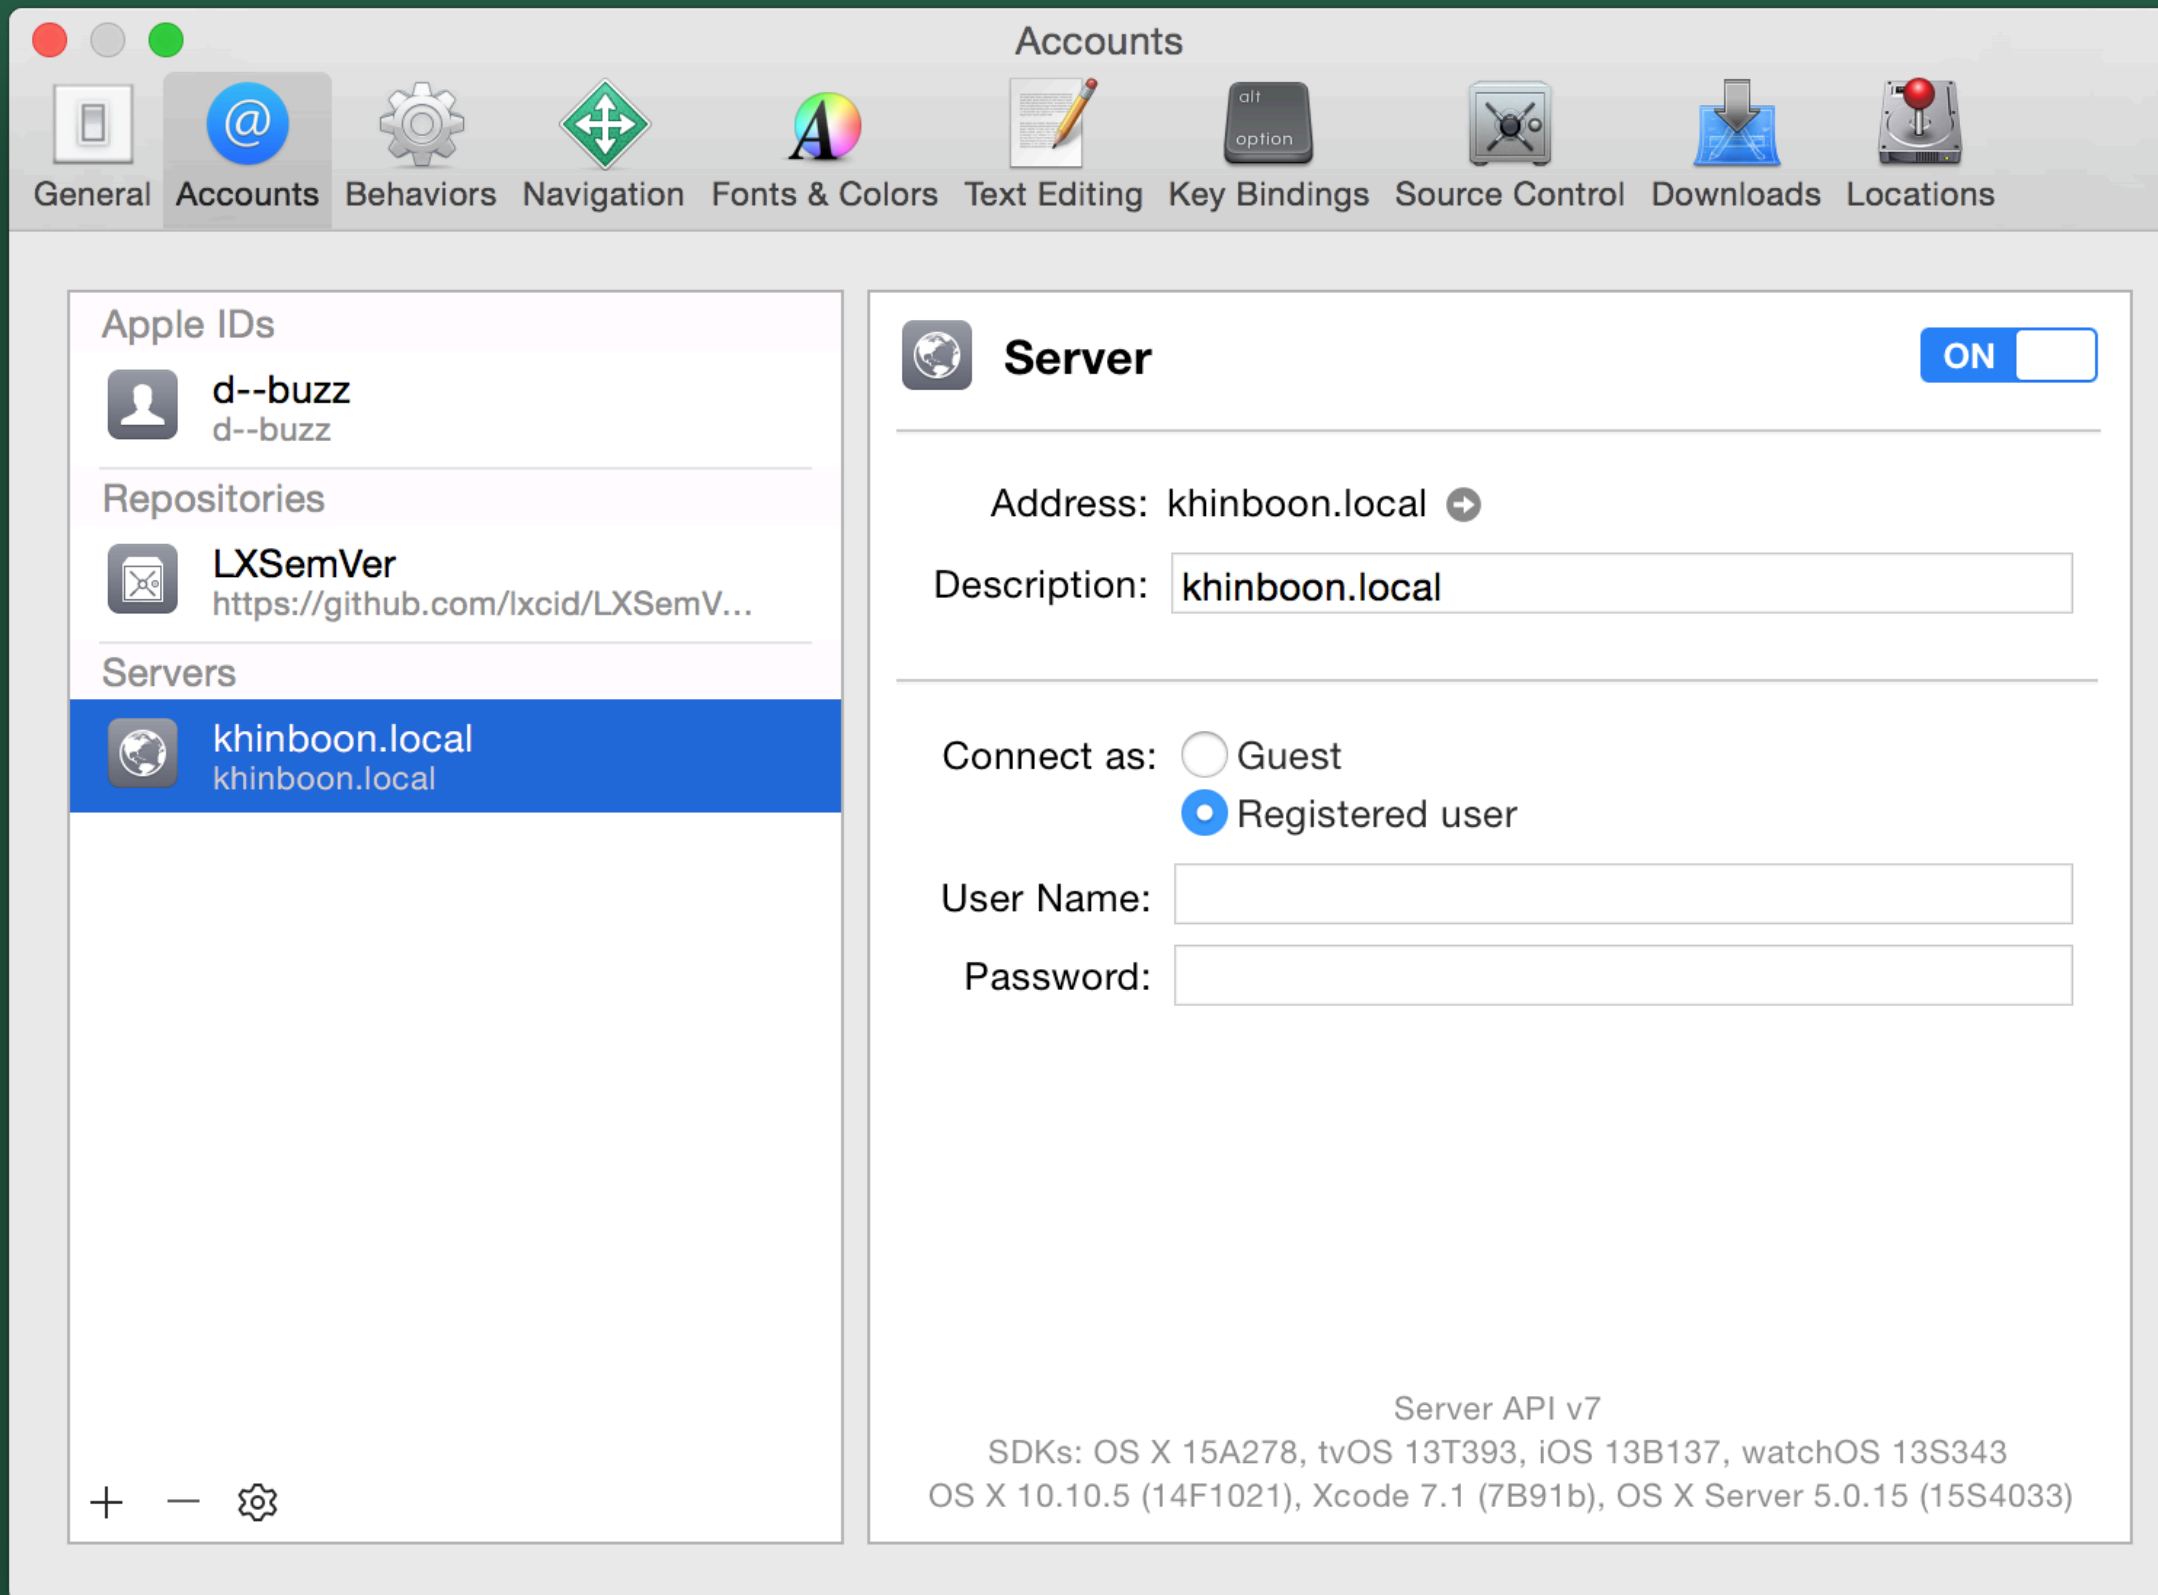 Accounts
General Accounts Behaviors Navigation Fonts & Colors Text Editing Key Bindings Source Control Downloads Locations
@
A
alt
option
Apple IDs
d--buzz
d--buzz
Repositories
LXSemVer
https://github.com/lxcid/LXSemV...
Servers
khinboon.local
khinboon.local
Server
ON
Address: khinboon.local
Description: khinboon.local
Connect as: Guest
Registered user
User Name:
Password:
Server API v7
SDKs: OS X 15A278, tvOS 13T393, iOS 13B137, watchOS 13S343
OS X 10.10.5 (14F1021), Xcode 7.1 (7B91b), OS X Server 5.0.15 (15S4033)